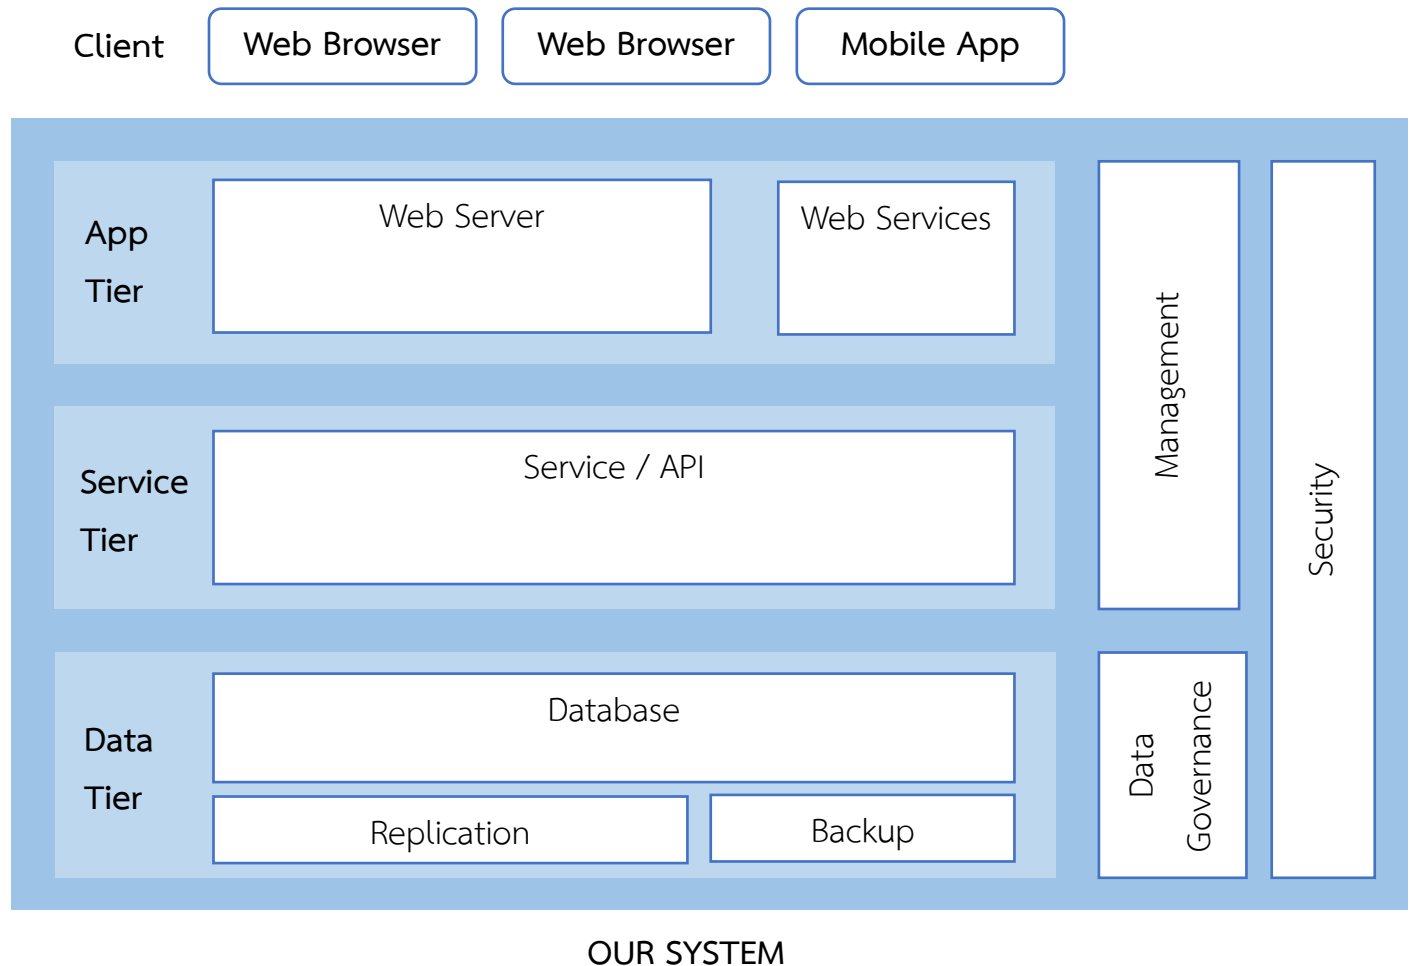 Client
Web Browser
Web Browser
Mobile App
App
Tier
Web Server
Web Services
Service
Tier
Service / API
Data
Tier
Database
Replication
Backup
Management
Data
Governance
Security
OUR SYSTEM